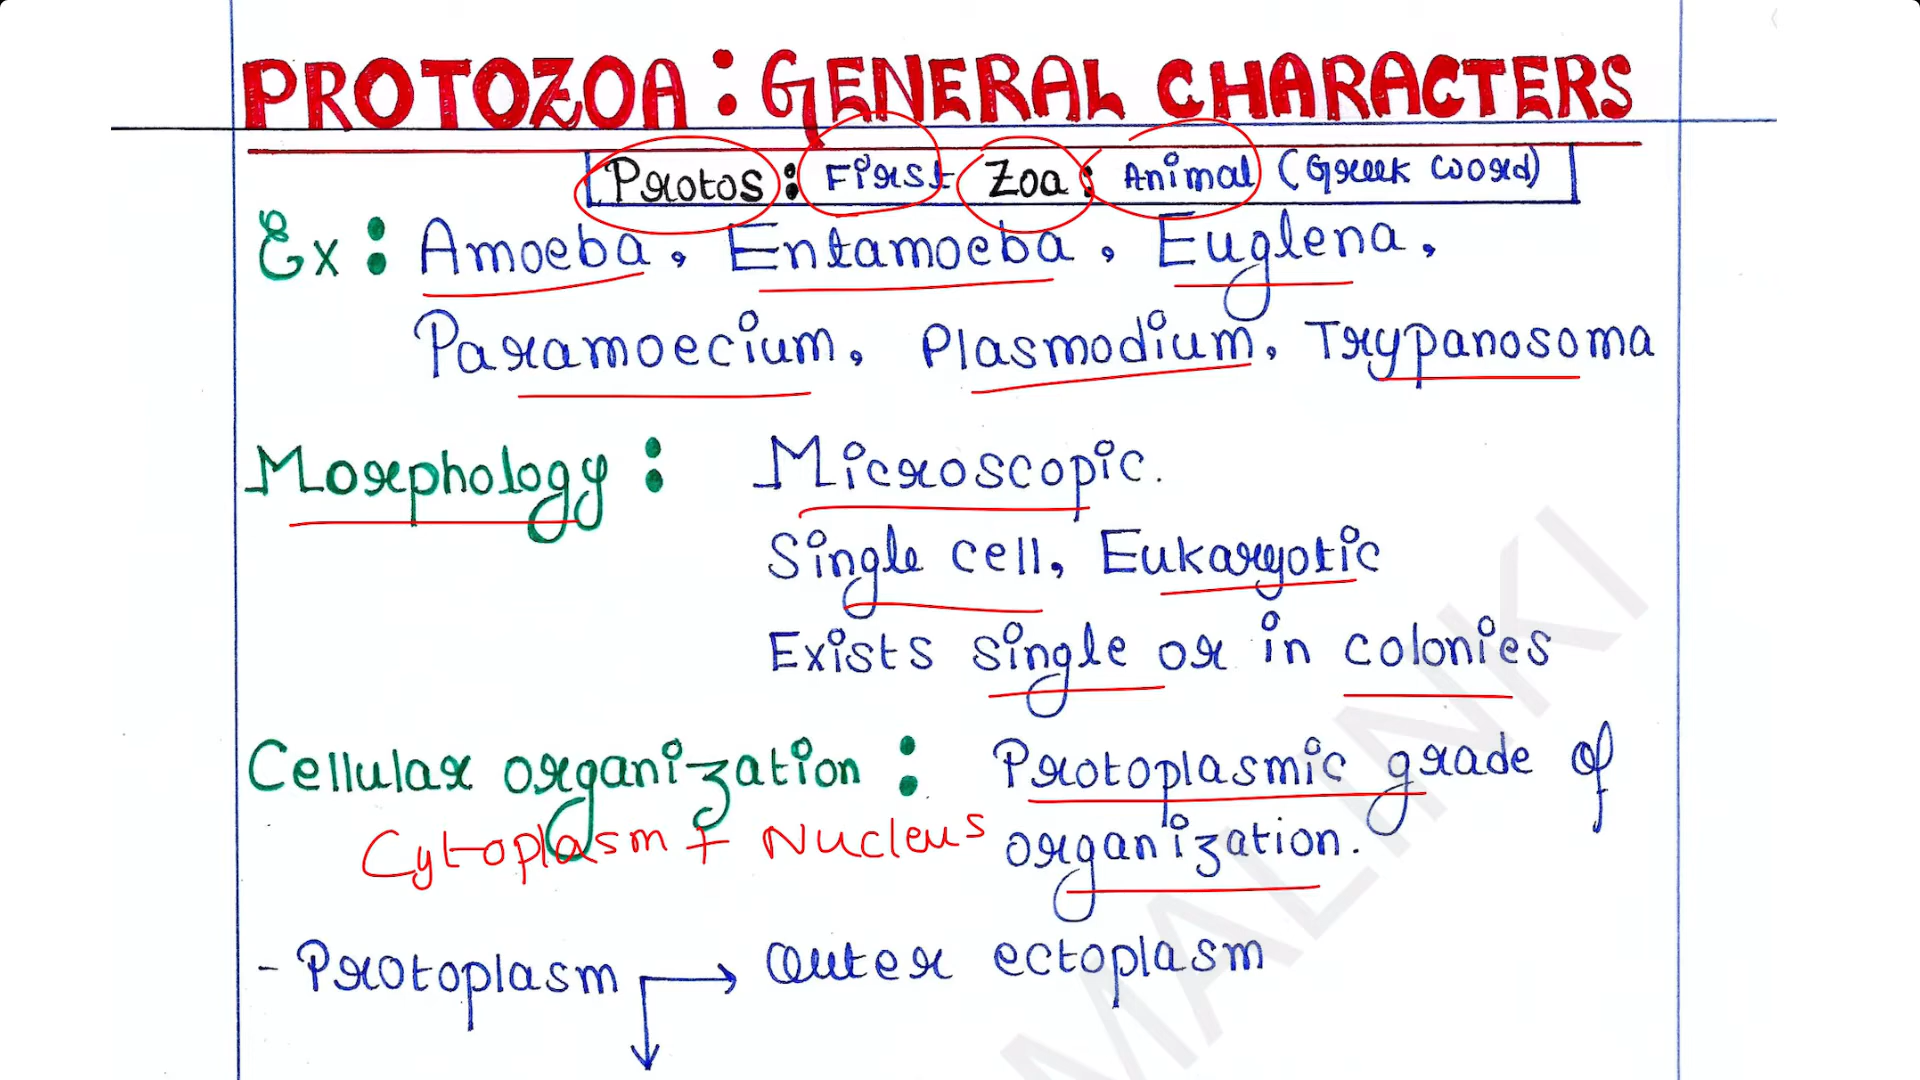 PROTOZOA : GENERAL CHARACTERS
Protos : First Zoa : Animal (Greek word)
Ex : Amoeba, Entamoeba, Euglena,
Paramoecium, Plasmodium, Trypanosoma
Morphology : Microscopic.
Single cell, Eukaryotic
Exists single or in colonies
Cellular organization : Protoplasmic grade of
Cytoplasm + Nucleus organization.
- Protoplasm → Outer ectoplasm
MALINKI